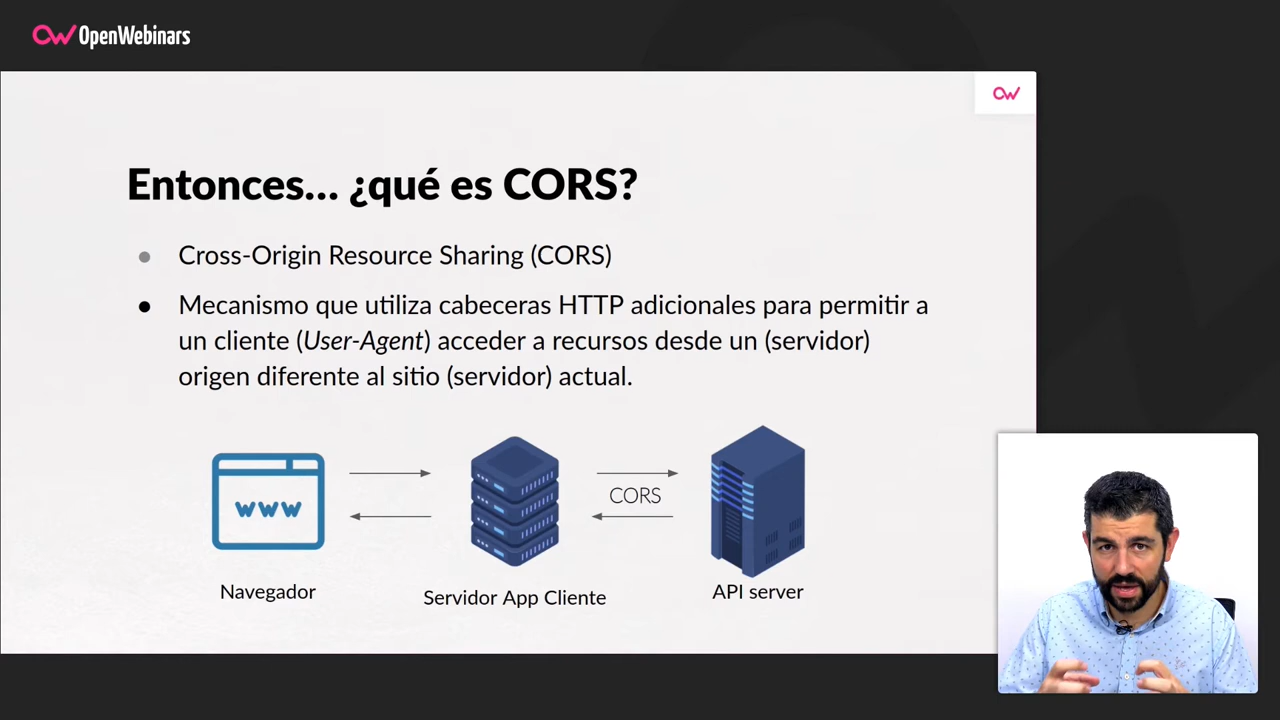 OpenWebinars
Entonces... ¿qué es CORS?
Cross-Origin Resource Sharing (CORS)
Mecanismo que utiliza cabeceras HTTP adicionales para permitir a
un cliente (User-Agent) acceder a recursos desde un (servidor)
origen diferente al sitio (servidor) actual.
www
CORS
Navegador
Servidor App Cliente
API server